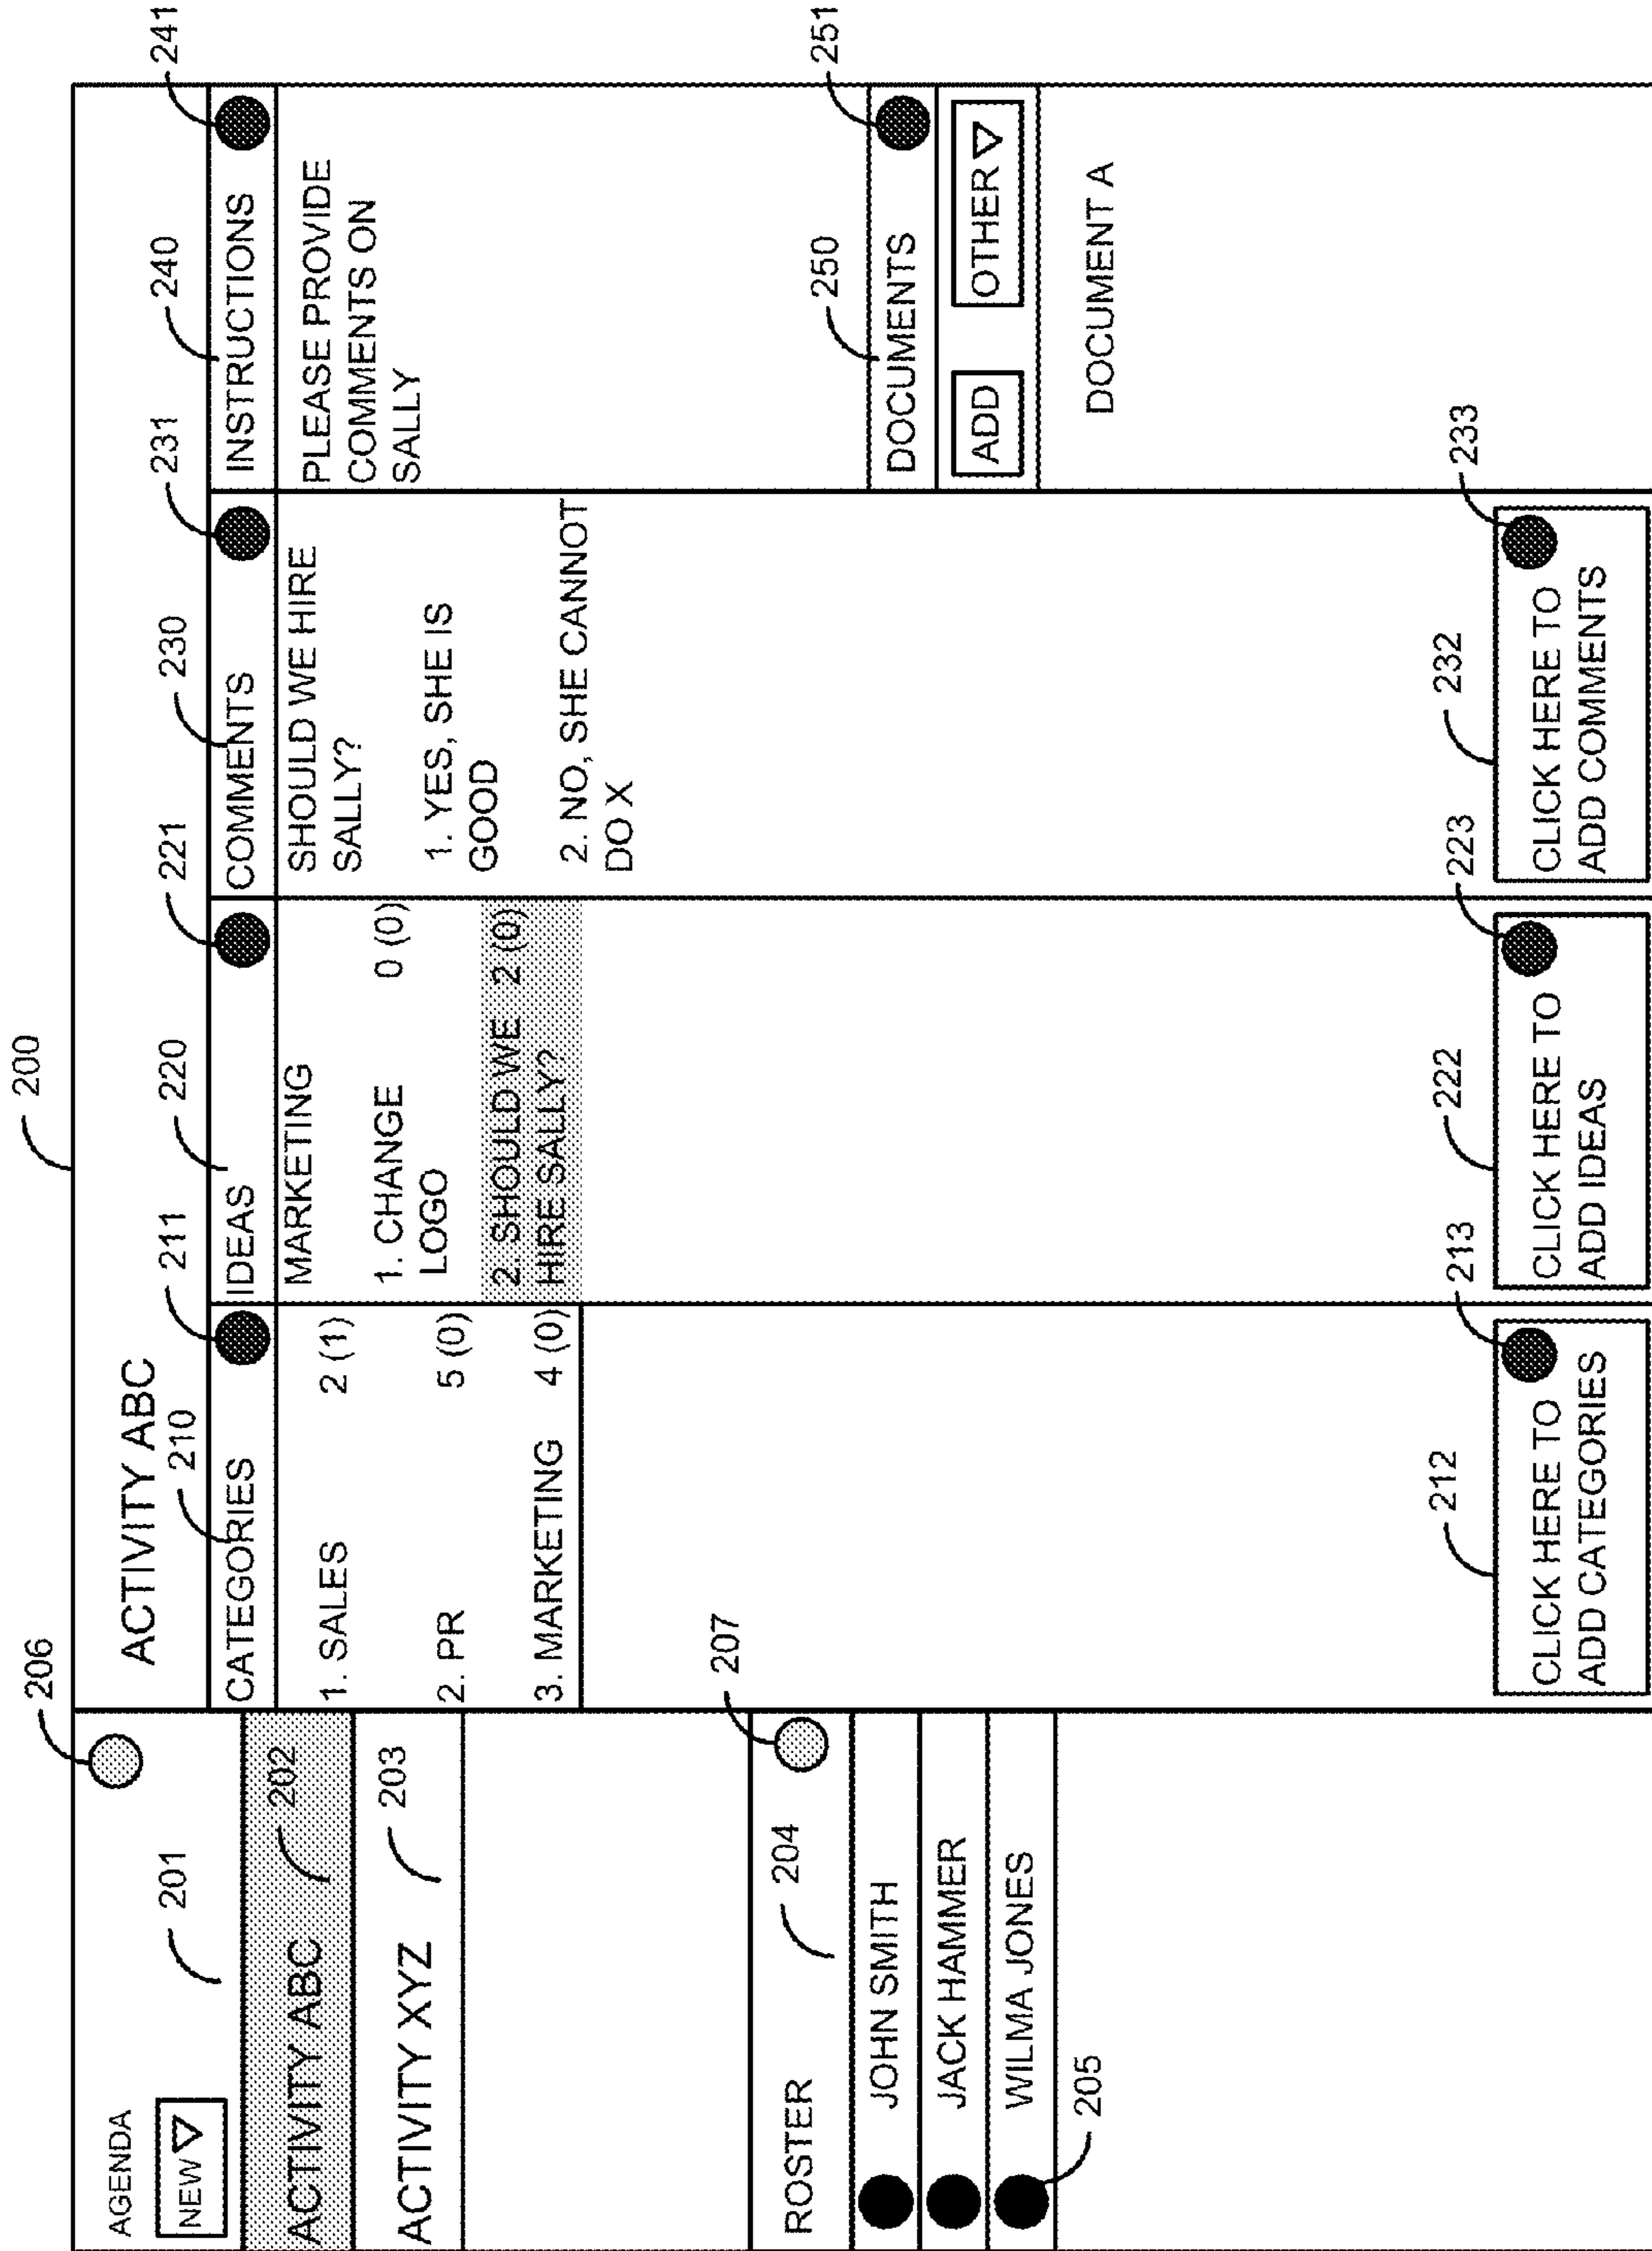 200
AGENDA
206
201
NEW
ACTIVITY ABC
202
ACTIVITY XYZ
203
ROSTER
204
207
JOHN SMITH
JACK HAMMER
WILMA JONES
205
ACTIVITY ABC
210
211
CATEGORIES
1. SALES 2 (1)
2. PR 5 (0)
3. MARKETING 4 (0)
212
213
CLICK HERE TO
ADD CATEGORIES
220
221
IDEAS
MARKETING
1. CHANGE 0 (0)
LOGO
2. SHOULD WE 2 (0)
HIRE SALLY?
222
223
CLICK HERE TO
ADD IDEAS
230
231
COMMENTS
SHOULD WE HIRE
SALLY?
1. YES, SHE IS
GOOD
2. NO, SHE CANNOT
DO X
232
233
CLICK HERE TO
ADD COMMENTS
240
241
INSTRUCTIONS
PLEASE PROVIDE
COMMENTS ON
SALLY
250
251
DOCUMENTS
ADD OTHER
DOCUMENT A